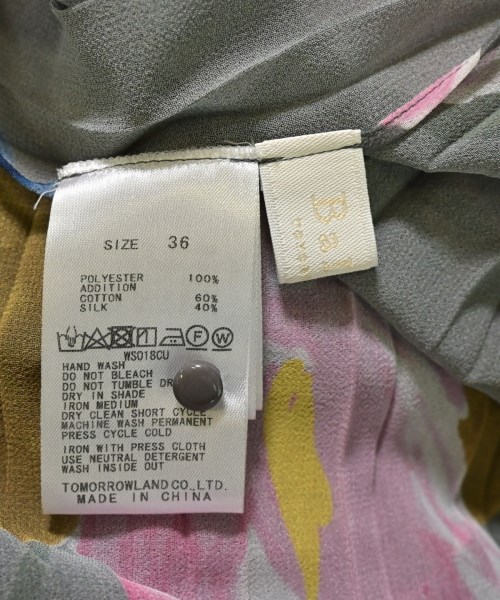 SIZE 36
POLYESTER 100%
ADDITION
COTTON 60%
SILK 40%
F W
WS018CU
HAND WASH
DO NOT BLEACH
DO NOT TUMBLE
DRY IN SHADE
IRON MEDIUM
DRY CLEAN SHORT CYCLE
MACHINE WASH PERMANENT
PRESS CYCLE COLD
IRON WITH PRESS CLOTH
USE NEUTRAL DETERGENT
WASH INSIDE OUT
TOMORROWLAND CO.,LTD.
MADE IN CHINA